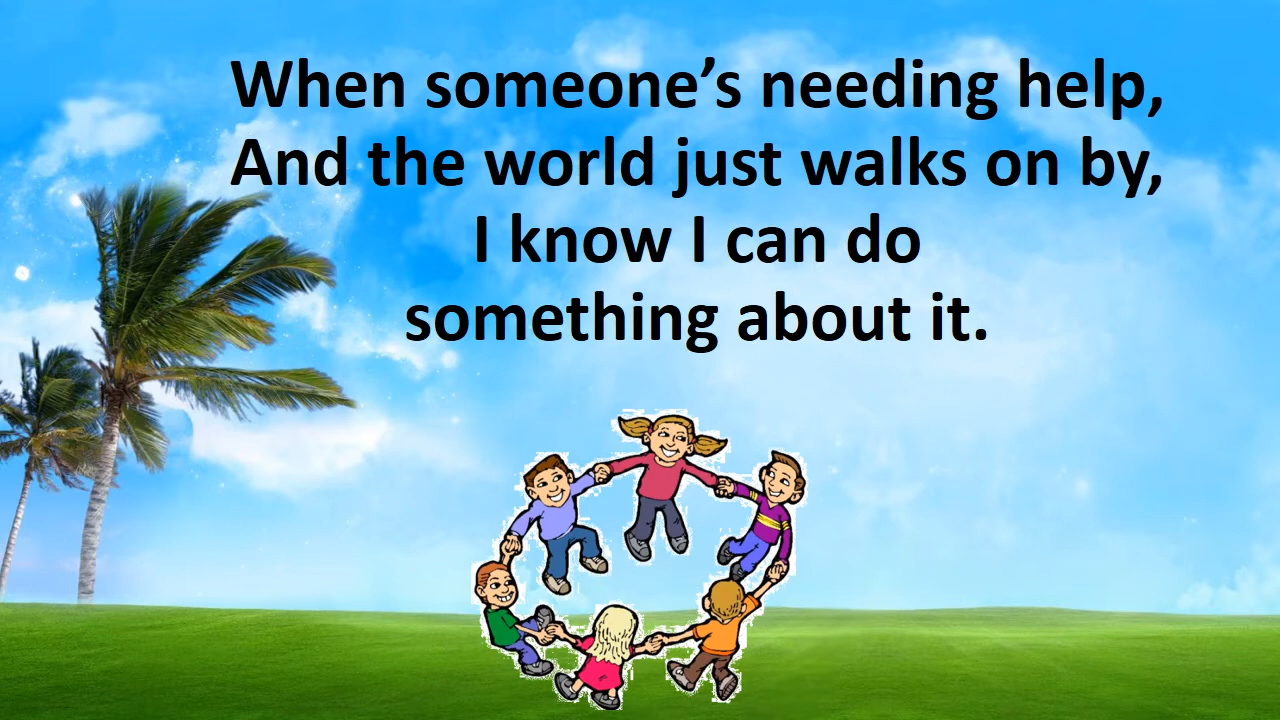 When someone’s needing help,
And the world just walks on by,
I know I can do
something about it.